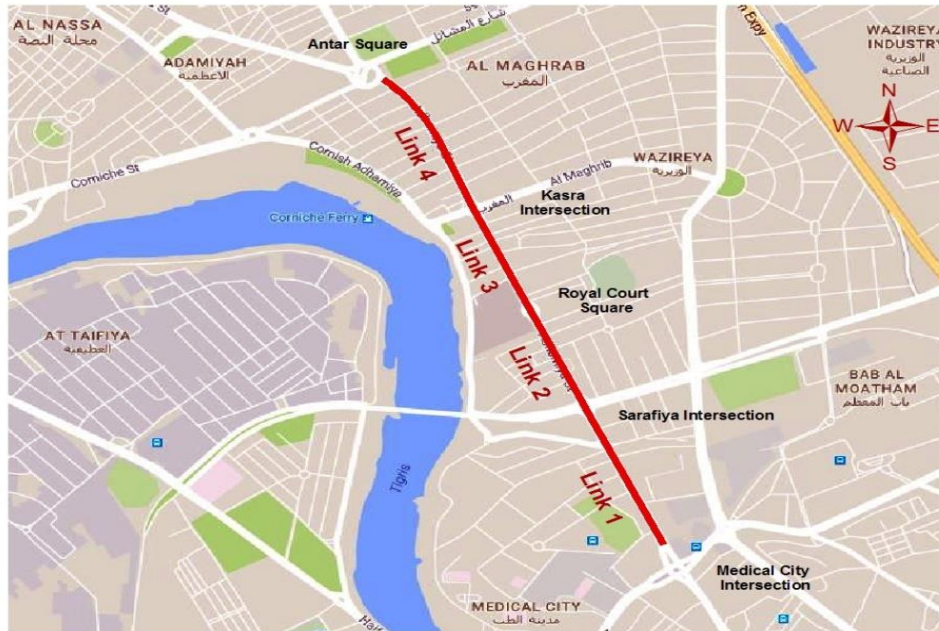 AL NASSA
محلة النصة
Antar Square
شارع المشاتل
Expy
WAZIREYA
INDUSTRY
الوزيرية
الصناعية
ADAMIYAH
الاعظمية
AL MAGHRAB
المغرب
N
W
E
S
Link 4
Corniche St
Cornish Adhamiya
WAZIREYA
الوزيرية
Al Maghrib
المغرب
Kasra
Intersection
Corniche Ferry
Link 3
Royal Court
Square
AT TAIFIYA
العطيفية
Link 2
BAB AL
MOATHAM
باب المعظم
Sarafiya Intersection
Tigris
Link 1
Medical City
Intersection
MEDICAL CITY
مدينة الطب